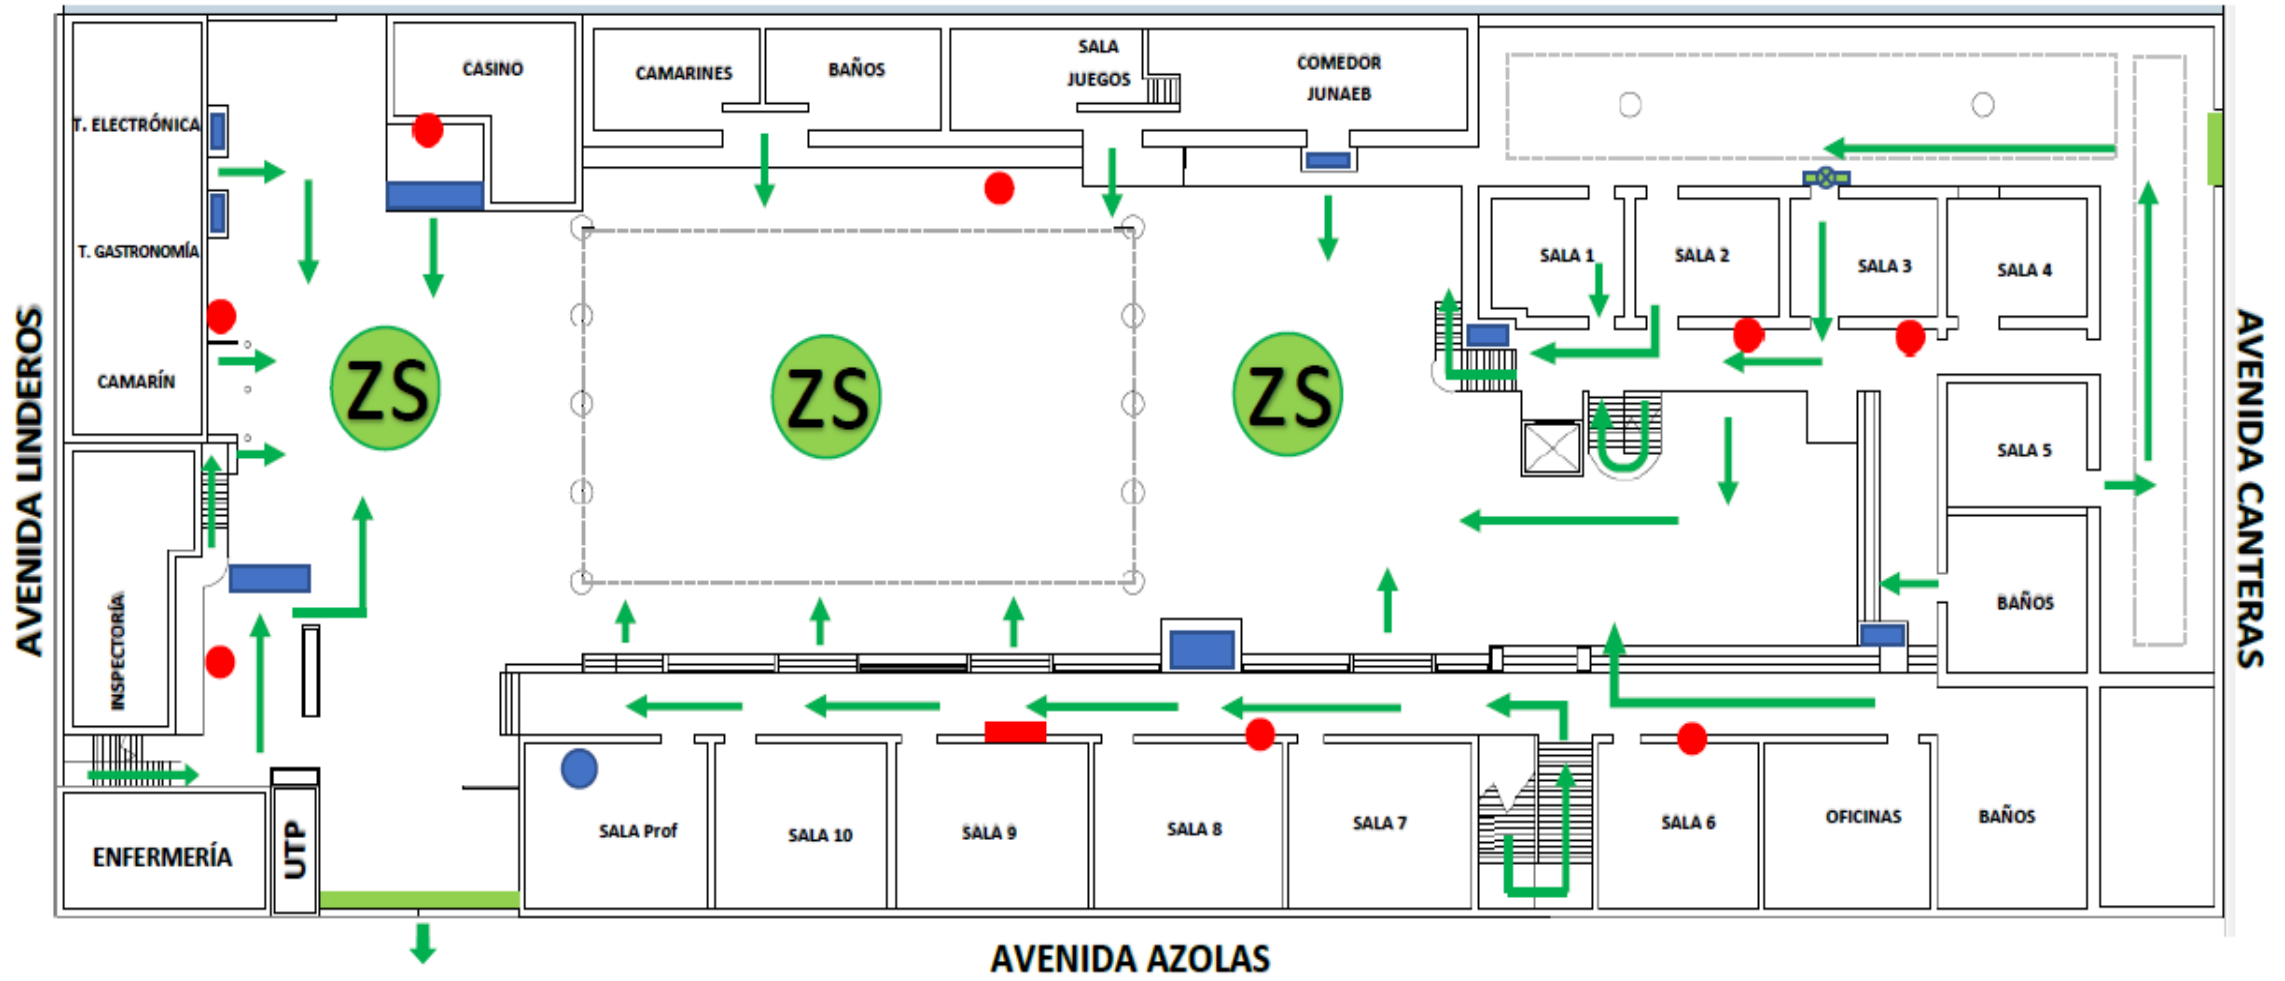 CASINO
CAMARINES
BAÑOS
SALA
JUEGOS
COMEDOR
JUNAEB
T. ELECTRÓNICA
T. GASTRONOMÍA
CAMARÍN
SALA 1
SALA 2
SALA 3
SALA 4
AVENIDA LINDEROS
ZS
ZS
ZS
AVENIDA CANTERAS
SALA 5
BAÑOS
INSPECTORÍA
ENFERMERÍA
UTP
SALA Prof
SALA 10
SALA 9
SALA 8
SALA 7
SALA 6
OFICINAS
BAÑOS
AVENIDA AZOLAS